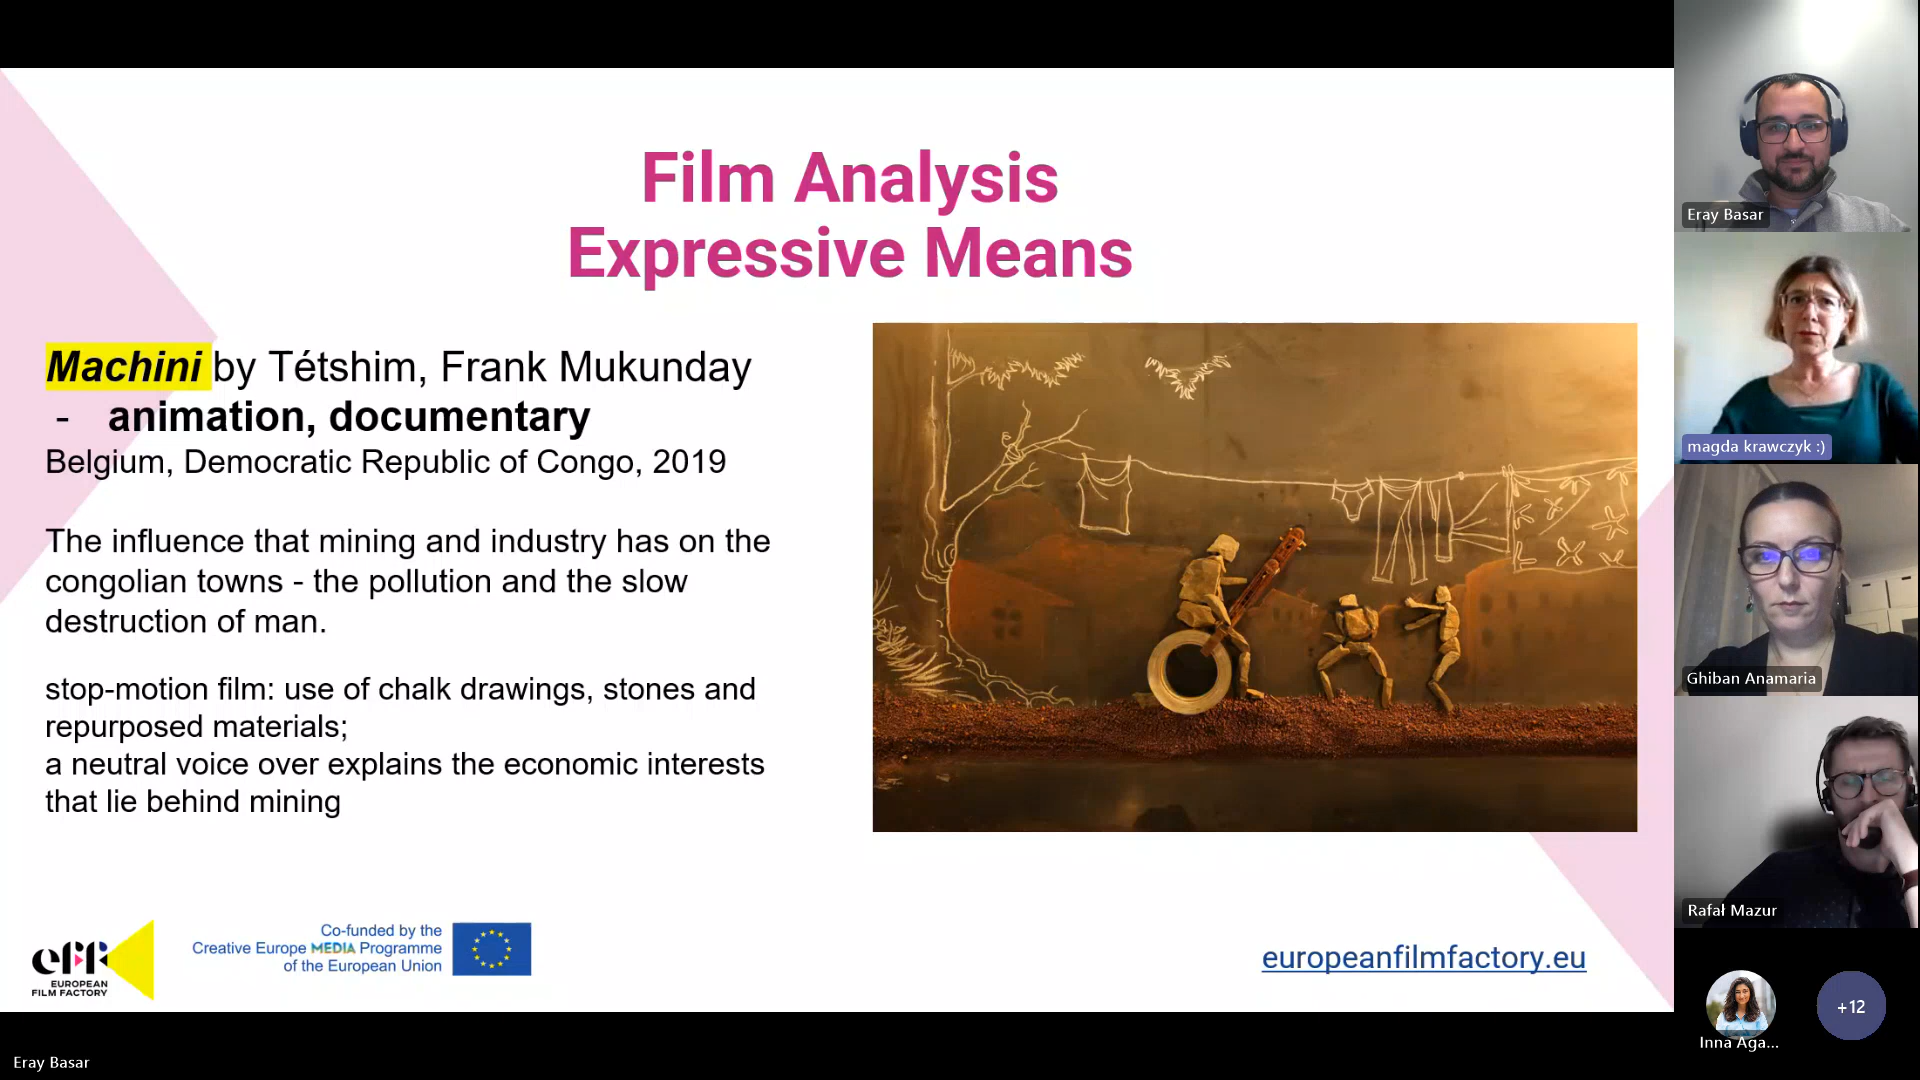 Film Analysis
Expressive Means
Machini by Tétshim, Frank Mukunday
- animation, documentary
Belgium, Democratic Republic of Congo, 2019
The influence that mining and industry has on the
congolian towns - the pollution and the slow
destruction of man.
stop-motion film: use of chalk drawings, stones and
repurposed materials;
a neutral voice over explains the economic interests
that lie behind mining
eff
EUROPEAN
FILM FACTORY
Co-funded by the
Creative Europe MEDIA Programme
of the European Union
europeanfilmfactory.eu
Eray Basar
Eray Basar
magda krawczyk :)
Ghiban Anamaria
Rafał Mazur
Inna Aga...
+12